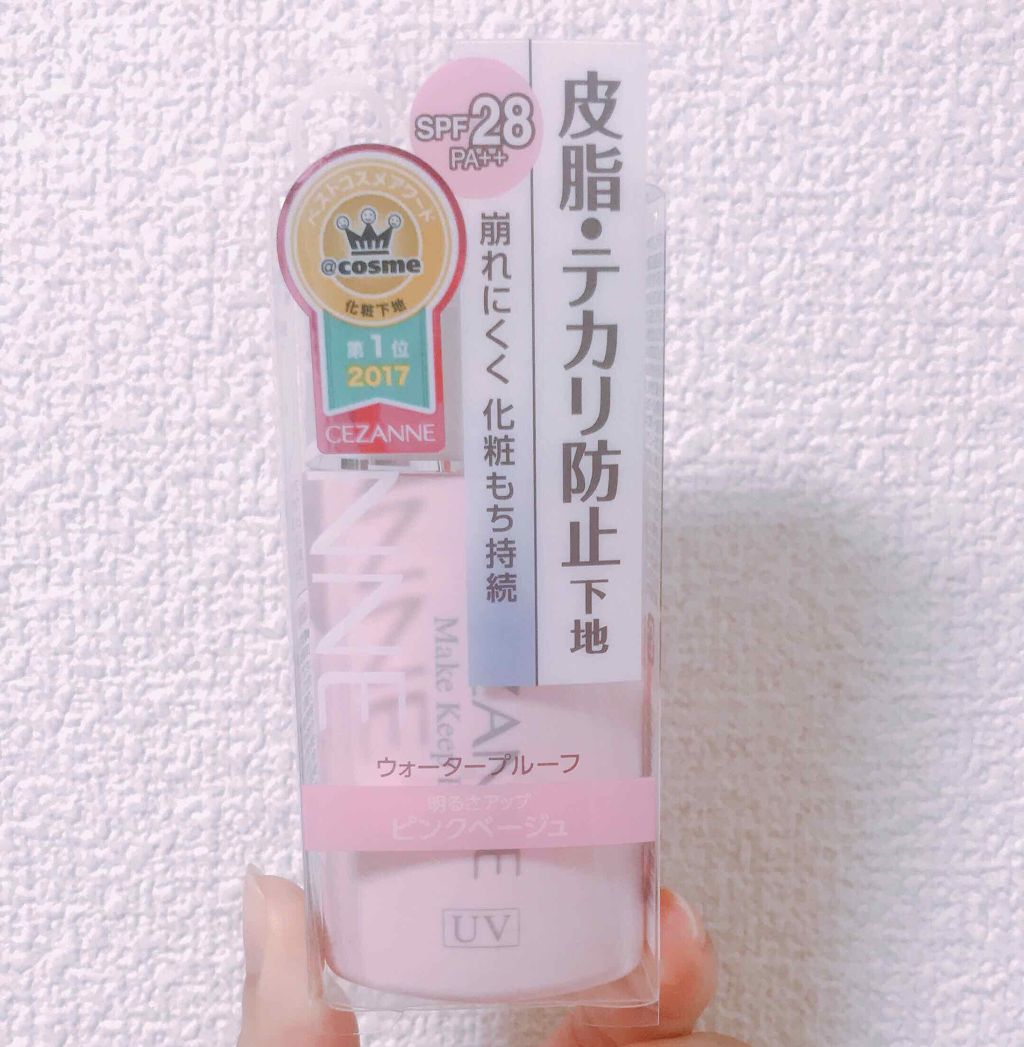 皮脂・テカリ防止下地
崩れにくく 化粧もち持続
SPF28
PA++
ベストコスメアワード
@cosme
化粧下地
第1位
2017
CEZANNE
NNE
Make Keep
ウォータープルーフ
明るさアップ
ピンクベージュ
UV